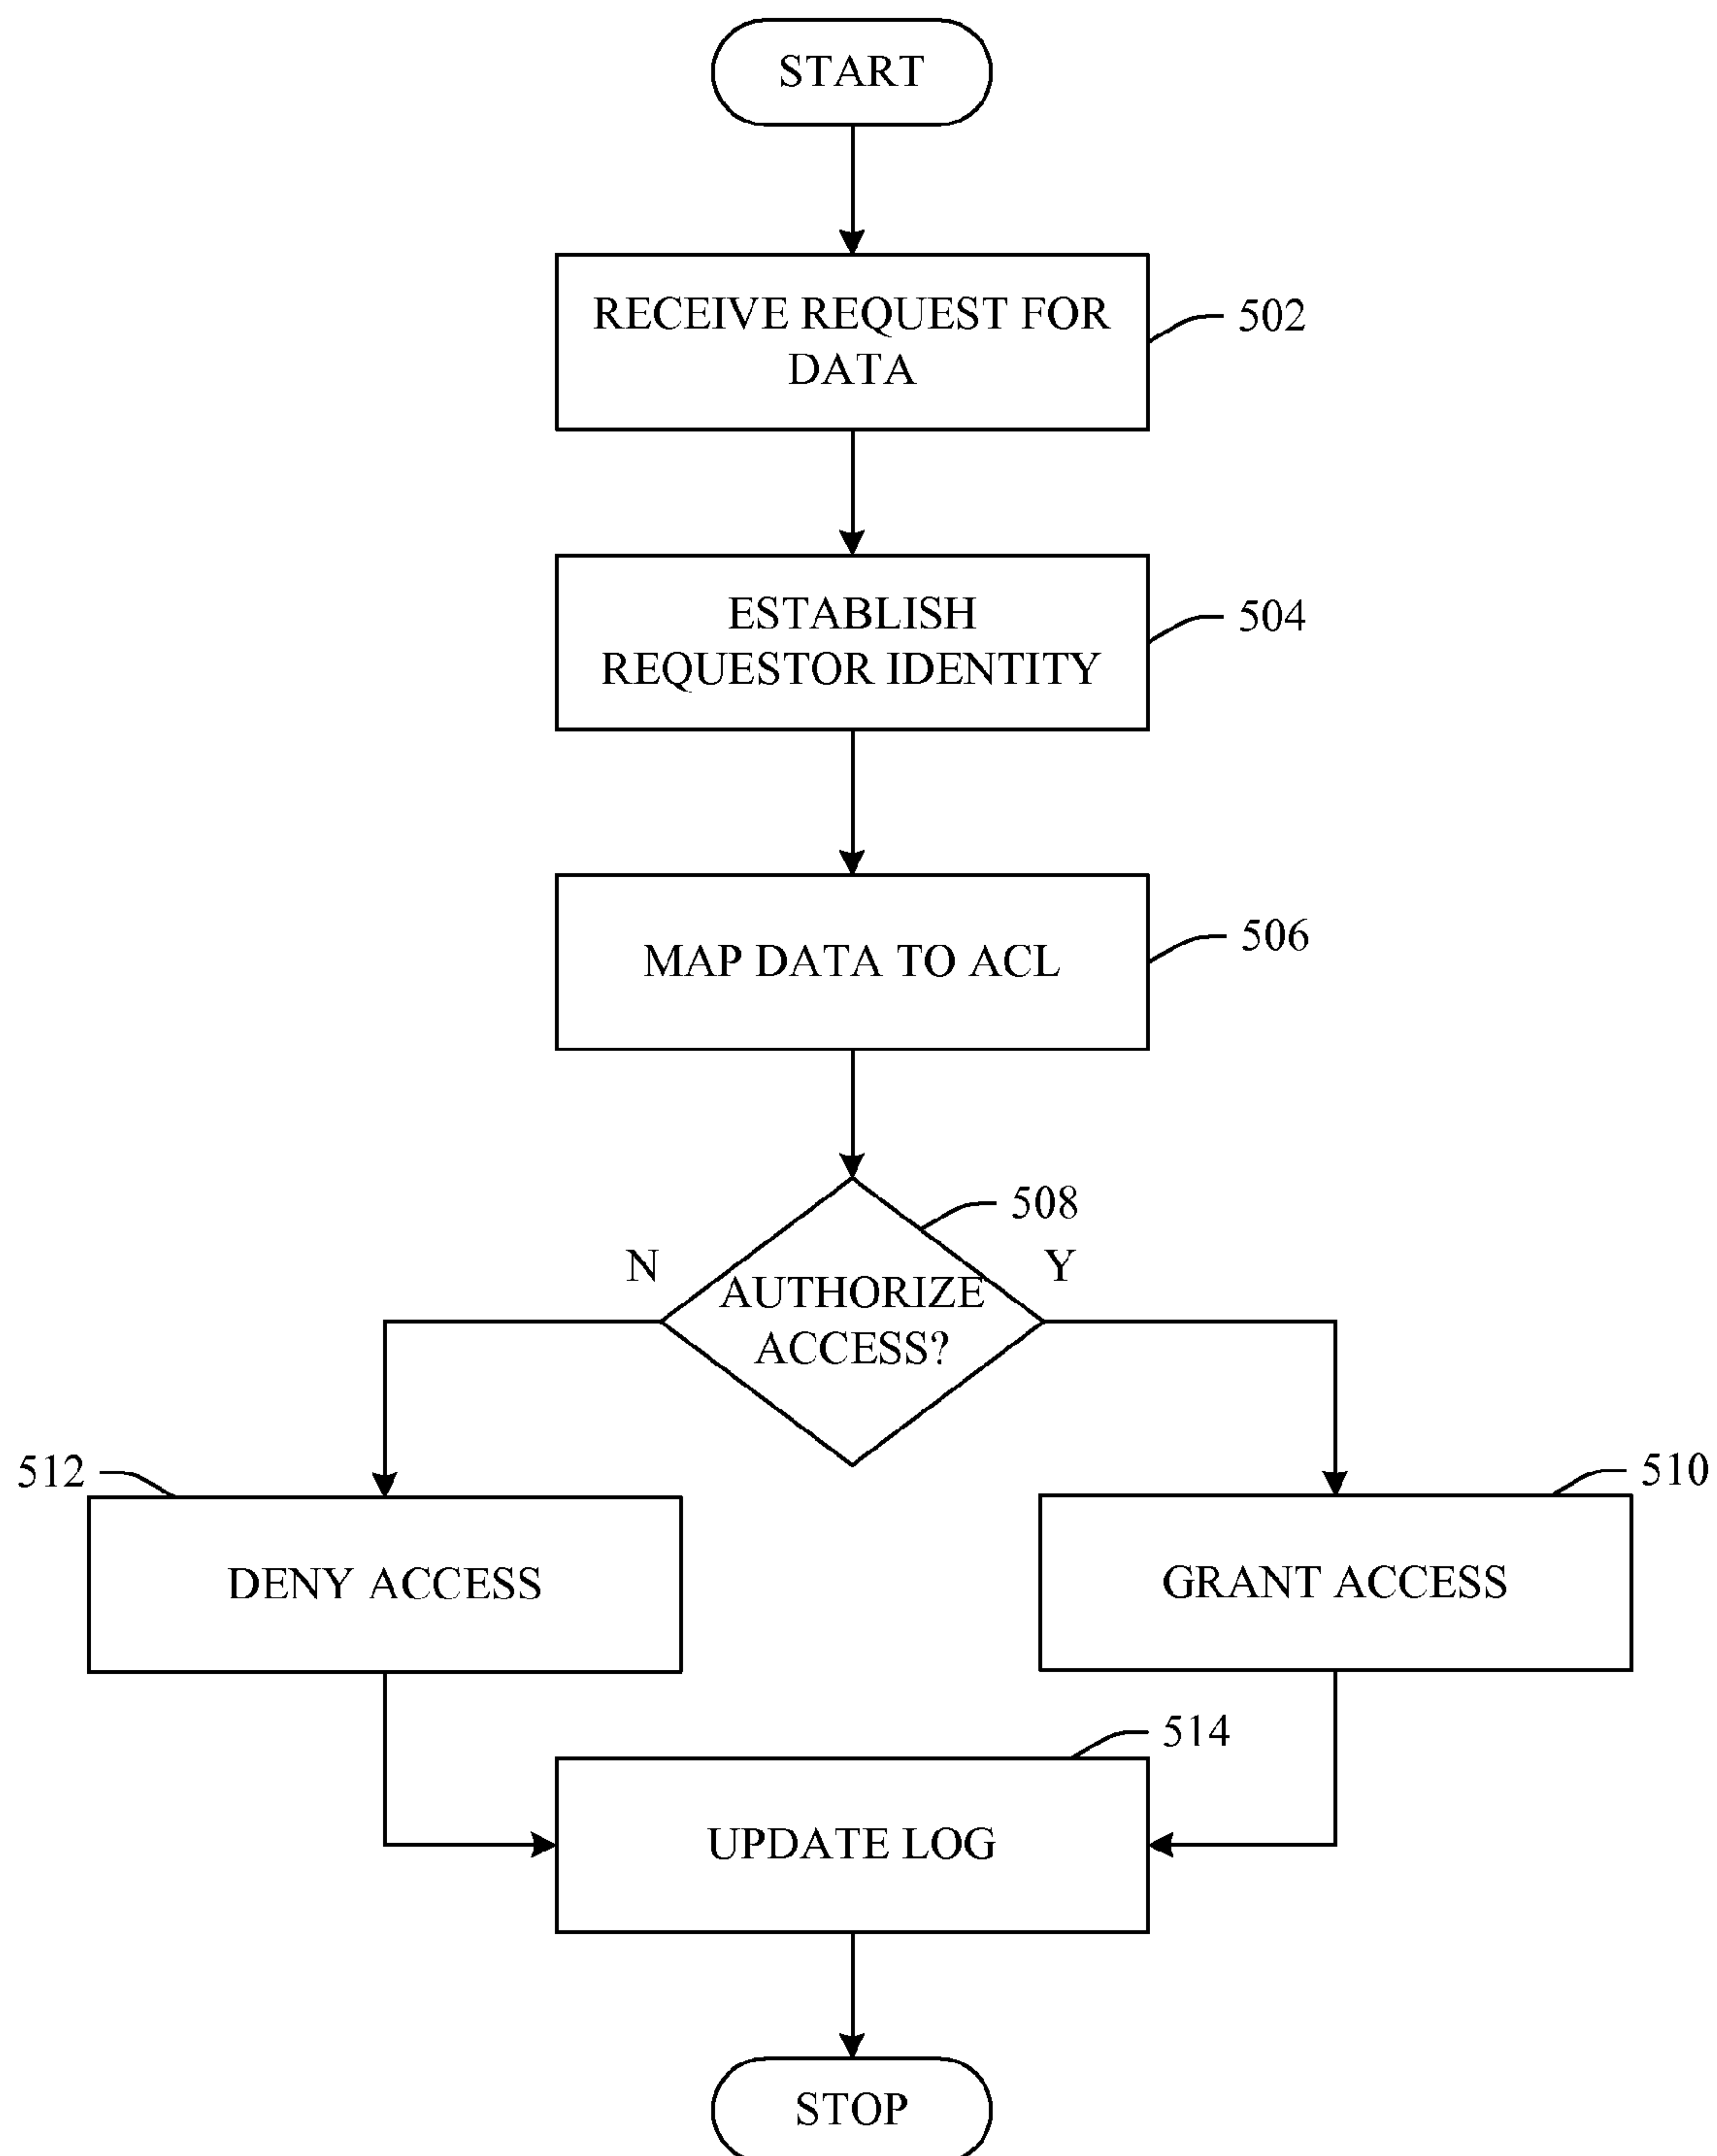 START
RECEIVE REQUEST FOR
DATA
502
ESTABLISH
REQUESTOR IDENTITY
504
MAP DATA TO ACL
506
508
N
Y
AUTHORIZE
ACCESS?
512
510
DENY ACCESS
GRANT ACCESS
514
UPDATE LOG
STOP